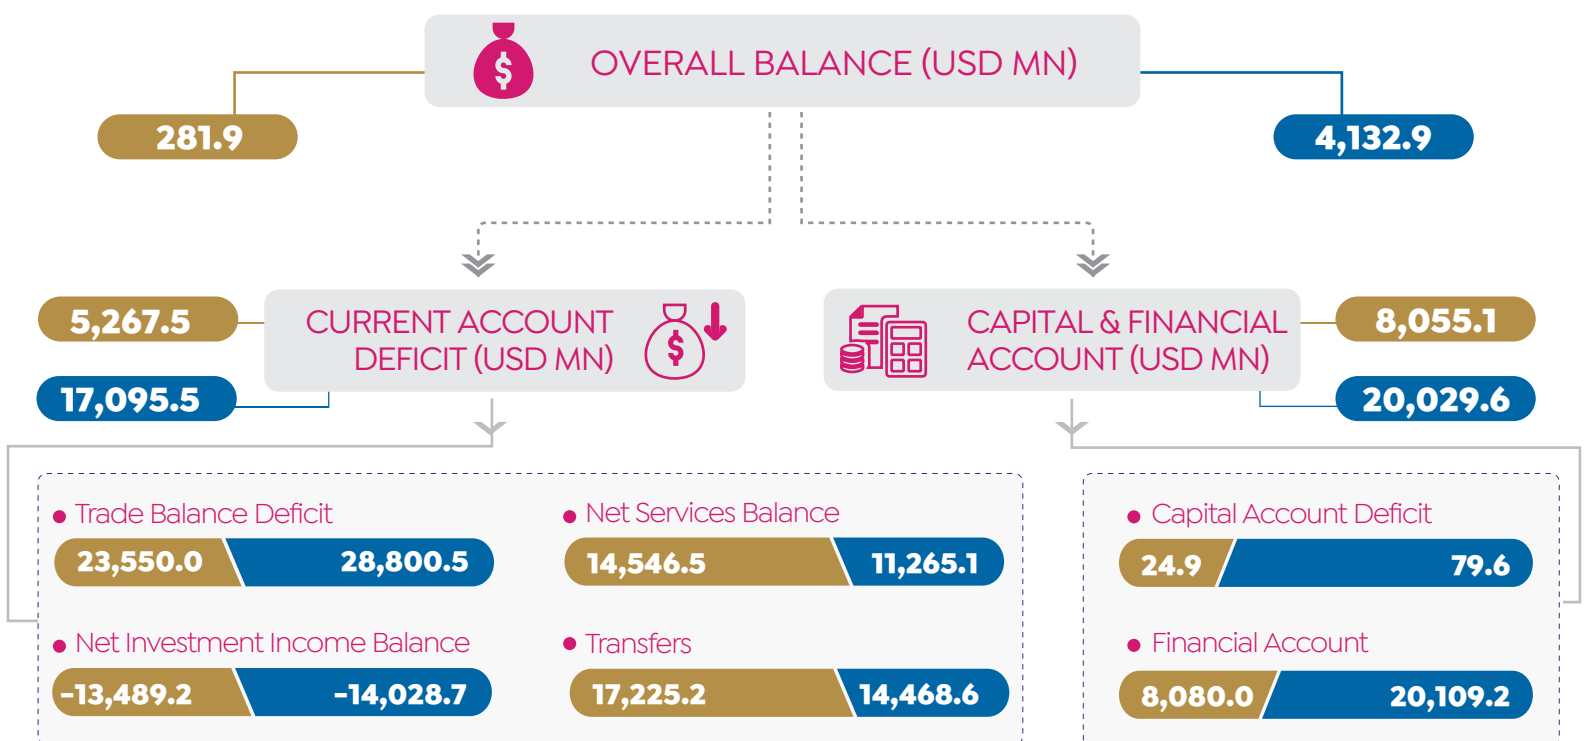 OVERALL BALANCE (USD MN)
$
281.9
4,132.9
5,267.5
17,095.5
CURRENT ACCOUNT
DEFICIT (USD MN)
$
CAPITAL & FINANCIAL
ACCOUNT (USD MN)
8,055.1
20,029.6
Trade Balance Deficit
23,550.0 28,800.5
Net Services Balance
14,546.5 11,265.1
Net Investment Income Balance
-13,489.2 -14,028.7
Transfers
17,225.2 14,468.6
Capital Account Deficit
24.9 79.6
Financial Account
8,080.0 20,109.2